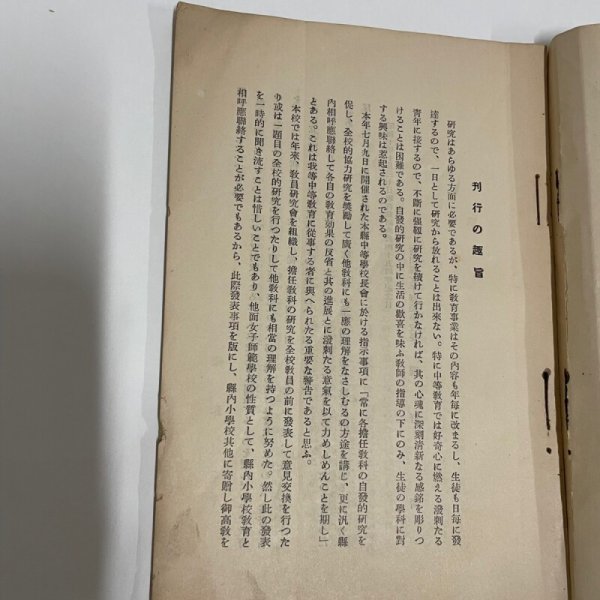 刊行の趣旨
研究はあらゆる方面に必要であるが、特に教育事業はその内容も年毎に改まるし、生徒も日毎に發
達するので、一日として研究から放れることは出來ない。特に中等教育では好奇心に燃える潑剌たる
青年に接するので、不斷に强靱に研究を續けて行かなければ、其の心魂に深刻清新なる感銘を彫りつ
けることは困難である。自發的研究の中に生活の歡喜を味ふ敎師の指導の下にのみ、生徒の學科に對
する興味は惹起されるのである。
本年七月九日に開催された本縣中等學校長會に於ける指示事項に「常に各擔任敎科の自發的研究を
促し、全校的協力研究を奬勵して廣く他敎科にも一應の理解をなさしむるの方途を講じ、更に汎く縣
內相呼應聯絡して各自の敎育効果の反省と其の進展とに潑剌たる意氣を以て力めしめんことを期し」
とある。これは我等中等敎育に從事する者に與へられたる重要な警告であると思ふ。
本校では年來、敎員研究會を組織し、擔任敎科の研究を全校敎員の前に發表して意見交換を行つた
り或は一題目の全校的研究を行つたりして他敎科にも相當の理解を持つように努めた。然し此の發表
を一時的に聞き流すことは惜しいことでもあり、他面女子師範學校の性質として、縣內小學校敎育と
相呼應聯絡することが必要でもあるから、此際發表事項を版にし、縣內小學校其他に寄贈し御高敎を